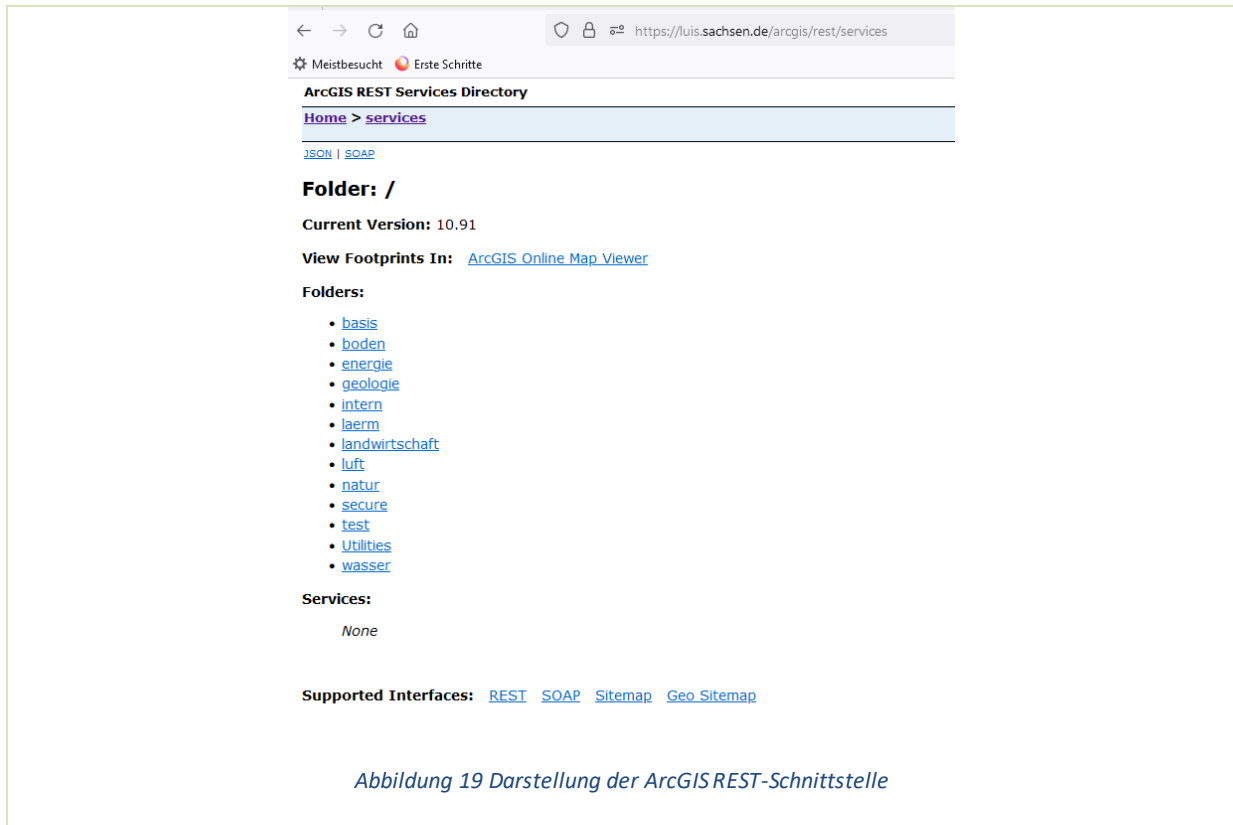 https://luis.sachsen.de/arcgis/rest/services
Meistbesucht Erste Schritte
ArcGIS REST Services Directory
Home > services
JSON | SOAP
Folder: /
Current Version: 10.91
View Footprints In: ArcGIS Online Map Viewer
Folders:
• basis
• boden
• energie
• geologie
• intern
• laerm
• landwirtschaft
• luft
• natur
• secure
• test
• Utilities
• wasser
Services:
None
Supported Interfaces: REST SOAP Sitemap Geo Sitemap
Abbildung 19 Darstellung der ArcGIS REST-Schnittstelle